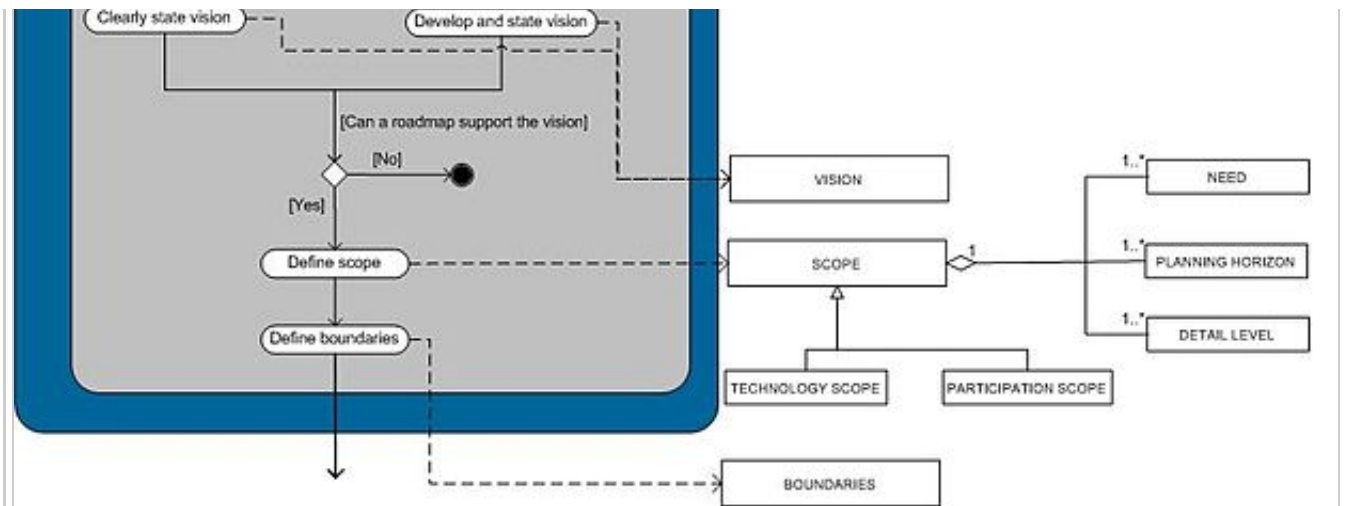 Clearly state vision
Develop and state vision
[Can a roadmap support the vision]
[No]
[Yes]
VISION
1..*
NEED
Define scope
SCOPE
1
1..*
PLANNING HORIZON
Define boundaries
1..*
DETAIL LEVEL
TECHNOLOGY SCOPE
PARTICIPATION SCOPE
BOUNDARIES